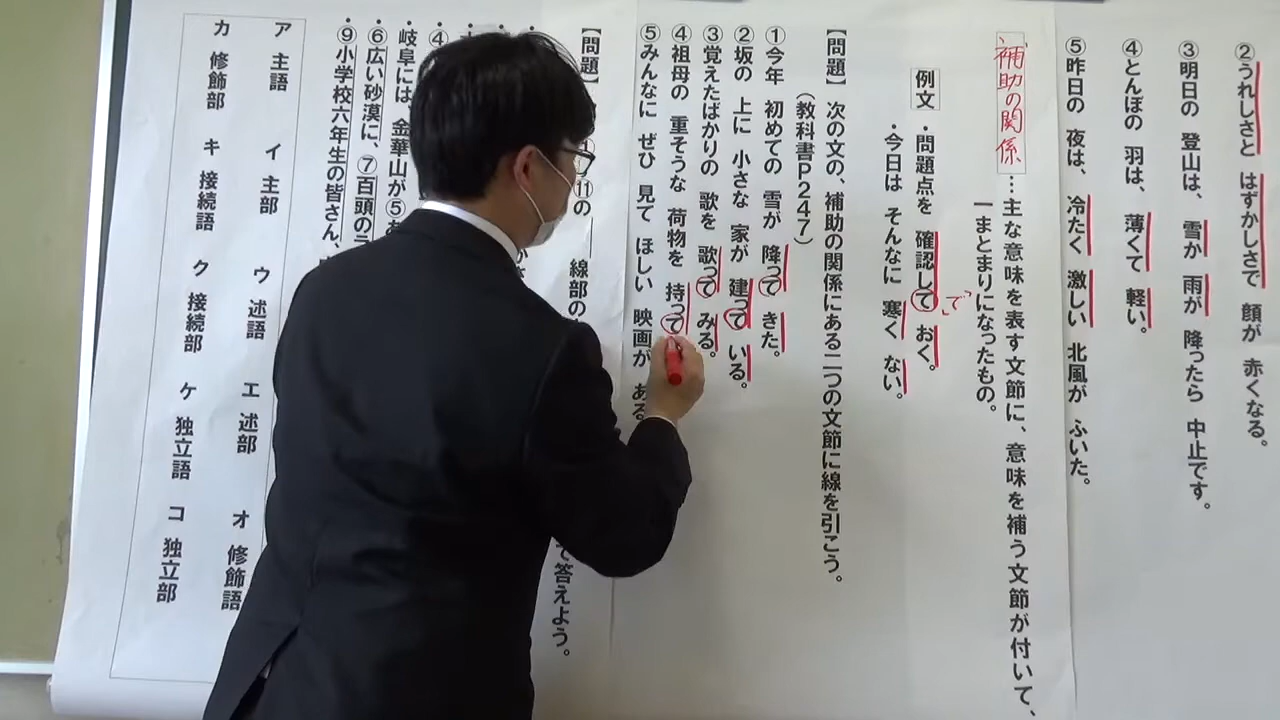 ②うれしさと はずかしさで 顔が 赤くなる。
③明日の 登山は、 雪か 雨が 降ったら 中止です。
④とんぼの 羽は、 薄くて 軽い。
⑤昨日の 夜は、 冷たく 激しい 北風が ふいた。
補助の関係…主な意味を表す文節に、意味を補う文節が付いて、
一まとまりになったもの。
例文 ・問題点を 確認して おく。
で
・今日は そんなに 寒く ない。
【問題】 次の文の、補助の関係にある二つの文節に線を引こう。
(教科書P247)
①今年 初めての 雪が 降って きた。
②坂の 上に 小さな 家が 建って いる。
③覚えたばかりの 歌を 歌って みる。
④祖母の 重そうな 荷物を 持って
⑤みんなに ぜひ 見て ほしい 映画が ある
【問題】 ⑪の 線部の て答えよう。
④
岐阜には、金華山が⑤
・⑥広い砂漠に、⑦百頭のラ
・⑨小学校六年生の皆さん、
ア 主語 イ 主部 ウ 述語 エ 述部 オ 修飾語
カ 修飾部 キ 接続語 ク 接続部 ケ 独立語 コ 独立部